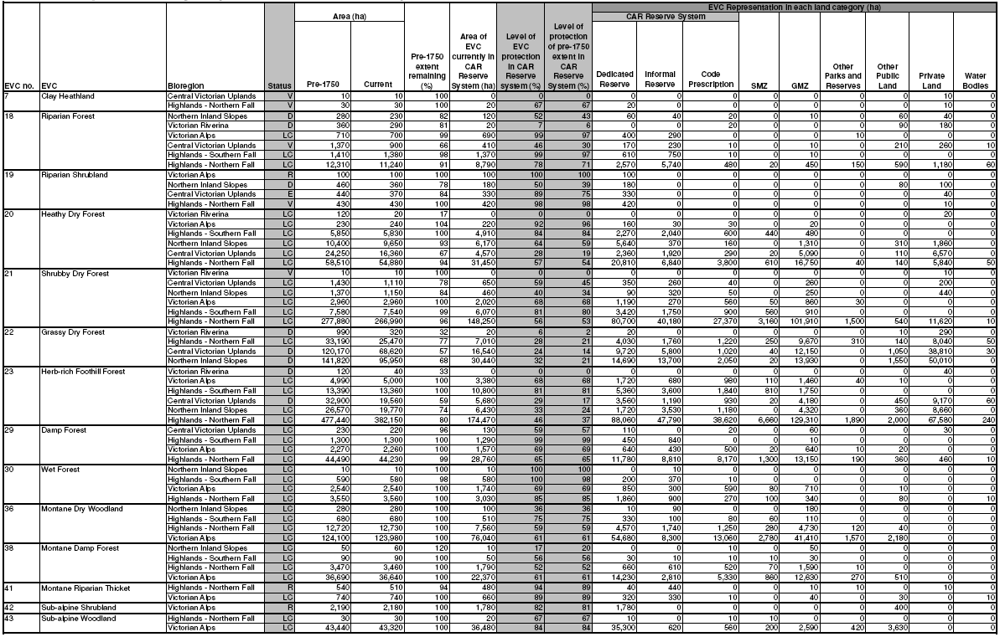 EVC Representation in each land category (ha)
Area (ha) CAR Reserve System
EVC no. EVC Bioregion Status Pre-1750 Current Pre-1750 extent remaining (%) Area of EVC currently in CAR Reserve System (ha) Level of EVC protection in CAR Reserve system (%) Level of protection of pre-1750 extent in CAR Reserve System (%) Dedicated Reserve Informal Reserve Code Prescription SMZ GMZ Other Parks and Reserves Other Public Land Private Land Water Bodies
7 Clay Heathland Central Victorian Uplands V 10 10 100 0 0 0 0 0 0 0 0 0 0 10 0
Highlands - Northern Fall V 30 30 100 20 67 67 20 0 0 0 0 0 0 10 0
18 Riparian Forest Northern Inland Slopes D 280 230 82 120 52 43 60 40 20 0 10 0 60 40 0
Victorian Riverina D 360 290 81 20 7 6 0 0 20 0 0 0 90 180 0
Victorian Alps LC 710 700 99 690 99 97 400 290 0 0 0 10 0 0 0
Central Victorian Uplands V 1,370 900 66 410 46 30 170 230 10 0 10 0 210 260 10
Highlands - Southern Fall LC 1,410 1,380 98 1,370 99 97 610 750 10 0 10 0 0 0 0
Highlands - Northern Fall LC 12,310 11,240 91 8,790 78 71 2,570 5,740 480 20 450 150 590 1,180 60
19 Riparian Shrubland Victorian Alps R 100 100 100 100 100 100 100 0 0 0 0 0 0 0 0
Northern Inland Slopes D 460 360 78 180 50 39 180 0 0 0 0 0 80 100 0
Central Victorian Uplands E 440 370 84 330 89 75 330 0 0 0 0 0 0 40 0
Highlands - Northern Fall V 430 430 100 420 98 98 420 0 0 0 0 0 0 10 0
20 Heathy Dry Forest Victorian Riverina LC 120 20 17 0 0 0 0 0 0 0 0 0 0 20 0
Victorian Alps LC 230 240 104 220 92 96 160 30 30 0 20 0 0 0 0
Highlands - Southern Fall LC 5,850 5,830 100 4,910 84 84 2,270 2,040 600 440 480 0 0 0 0
Northern Inland Slopes LC 10,400 9,650 93 6,170 64 59 5,640 370 160 0 1,310 0 310 1,860 0
Central Victorian Uplands LC 24,250 16,360 67 4,570 28 19 2,360 1,920 290 20 5,090 0 110 6,570 0
Highlands - Northern Fall LC 58,510 54,880 94 31,450 57 54 20,810 6,840 3,800 610 16,750 40 140 5,840 50
21 Shrubby Dry Forest Victorian Riverina V 10 10 100 0 0 0 0 0 0 0 0 0 0 10 0
Central Victorian Uplands LC 1,430 1,110 78 650 59 45 350 260 40 0 260 0 0 200 0
Northern Inland Slopes LC 1,370 1,150 84 460 40 34 90 320 50 0 250 0 0 440 0
Victorian Alps LC 2,960 2,960 100 2,020 68 68 1,190 270 560 50 860 30 0 0 0
Highlands - Southern Fall LC 7,580 7,540 99 6,070 81 80 3,420 1,750 900 560 910 0 0 0 0
Highlands - Northern Fall LC 277,880 266,990 96 148,250 56 53 80,700 40,180 27,370 3,160 101,910 1,500 540 11,620 10
22 Grassy Dry Forest Victorian Riverina D 990 320 32 20 6 2 20 0 0 0 0 0 10 290 0
Highlands - Northern Fall LC 33,190 25,470 77 7,010 28 21 4,030 1,760 1,220 250 9,670 310 140 8,040 50
Central Victorian Uplands D 120,170 68,620 57 16,540 24 14 9,720 5,800 1,020 40 12,150 0 1,050 38,810 30
Northern Inland Slopes D 141,820 95,950 68 30,440 32 21 14,690 13,700 2,050 20 13,930 0 1,550 50,010 0
23 Herb-rich Foothill Forest Victorian Riverina D 120 40 33 0 0 0 0 0 0 0 0 0 0 40 0
Victorian Alps LC 4,990 5,000 100 3,380 68 68 1,720 680 980 110 1,460 40 10 0 0
Highlands - Southern Fall LC 13,390 13,360 100 10,800 81 81 5,360 3,600 1,840 810 1,750 0 0 0 0
Central Victorian Uplands D 32,900 19,560 59 5,680 29 17 3,560 1,190 930 20 4,180 0 450 9,170 60
Northern Inland Slopes LC 26,570 19,770 74 6,430 33 24 1,720 3,530 1,180 0 4,320 0 360 8,660 0
Highlands - Northern Fall LC 477,440 382,150 80 174,470 46 37 88,060 47,790 38,620 6,660 129,790 1,890 2,000 67,580 240
29 Damp Forest Central Victorian Uplands LC 230 220 96 130 59 57 110 0 20 0 60 0 0 30 0
Highlands - Southern Fall LC 1,300 1,300 100 1,290 99 99 450 840 0 0 10 0 0 0 0
Victorian Alps LC 2,270 2,260 100 1,570 69 69 640 430 500 20 640 10 20 0 0
Highlands - Northern Fall LC 44,490 44,230 99 28,760 65 65 11,780 8,810 8,170 1,300 13,150 190 360 460 10
30 Wet Forest Northern Inland Slopes LC 10 10 100 10 100 100 0 10 0 0 0 0 0 0 0
Highlands - Southern Fall LC 590 580 98 580 100 98 200 370 10 0 0 0 0 0 0
Victorian Alps LC 2,540 2,540 100 1,740 69 69 850 300 590 80 710 0 10 0 0
Highlands - Northern Fall LC 3,550 3,560 100 3,030 85 85 1,860 900 270 100 340 0 80 0 10
36 Montane Dry Woodland Northern Inland Slopes LC 280 280 100 100 36 36 10 90 0 0 180 0 0 0 0
Highlands - Southern Fall LC 680 680 100 510 75 75 330 100 80 60 110 0 0 0 0
Highlands - Northern Fall LC 12,720 12,730 100 7,560 59 59 4,570 1,740 1,250 280 4,730 120 40 0 0
Victorian Alps LC 124,100 123,980 100 76,040 61 61 54,680 8,300 13,060 2,780 41,410 1,570 2,180 0 0
38 Montane Damp Forest Northern Inland Slopes LC 50 60 120 10 17 20 0 0 10 0 50 0 0 0 0
Highlands - Southern Fall LC 90 90 100 50 56 56 30 10 10 10 30 0 0 0 0
Highlands - Northern Fall LC 3,470 3,460 100 1,790 52 52 660 610 520 70 1,590 10 0 0 0
Victorian Alps LC 36,690 36,640 100 22,370 61 61 14,230 2,810 5,330 860 12,630 270 510 0 0
41 Montane Riparian Thicket Highlands - Northern Fall R 540 510 94 480 94 89 40 440 0 0 10 10 0 10 0
Victorian Alps LC 740 740 100 660 89 89 320 330 10 0 40 0 30 0 10
42 Sub-alpine Shrubland Victorian Alps R 2,190 2,180 100 1,780 82 81 1,780 0 0 0 0 0 400 0 0
43 Sub-alpine Woodland Highlands - Northern Fall LC 30 30 100 20 67 67 10 0 10 10 0 0 0 0 0
Victorian Alps LC 43,440 43,320 100 36,480 84 84 35,300 620 560 200 2,590 420 3,630 0 0